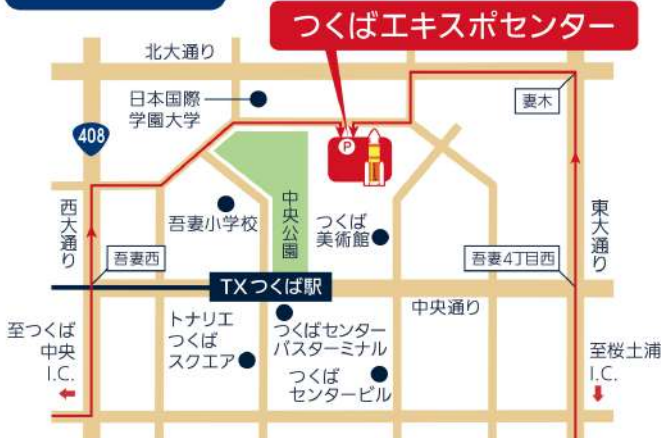 つくばエキスポセンター
北大通り
日本国際
学園大学
妻木
408
P
西大通り
吾妻小学校
中央公園
つくば
美術館
東大通り
吾妻西
吾妻4丁目西
TXつくば駅
中央通り
至つくば
中央
I.C.
トナリエ
つくば
スクエア
つくばセンター
バスターミナル
つくば
センタービル
至桜土浦
I.C.